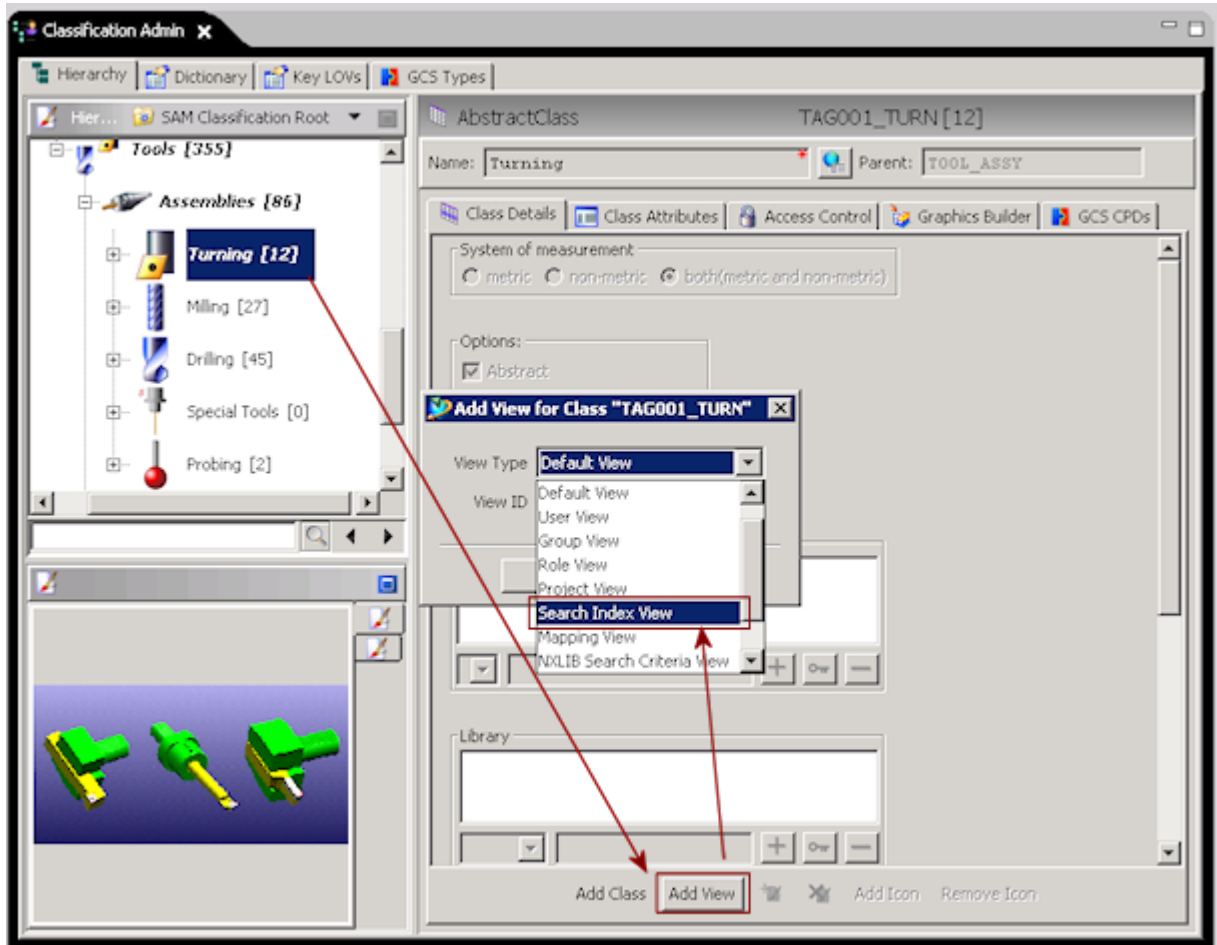 Classification Admin
Hierarchy Dictionary Key LOVs GCS Types
Hier... SAM Classification Root
AbstractClass TAG001_TURN [12]
Tools [355]
Name: Turning * Parent: TOOL_ASSY
Assemblies [86]
Class Details Class Attributes Access Control Graphics Builder GCS CPDs
Turning [12]
System of measurement
metric non-metric both(metric and non-metric)
Milling [27]
Options:
Drilling [45]
Abstract
Special Tools [0]
Add View for Class "TAG001_TURN"
Probing [2]
View Type Default View
View ID
Default View
User View
Group View
Role View
Project View
Search Index View
Mapping View
NXLIB Search Criteria View
Library
Add Class Add View Add Icon Remove Icon